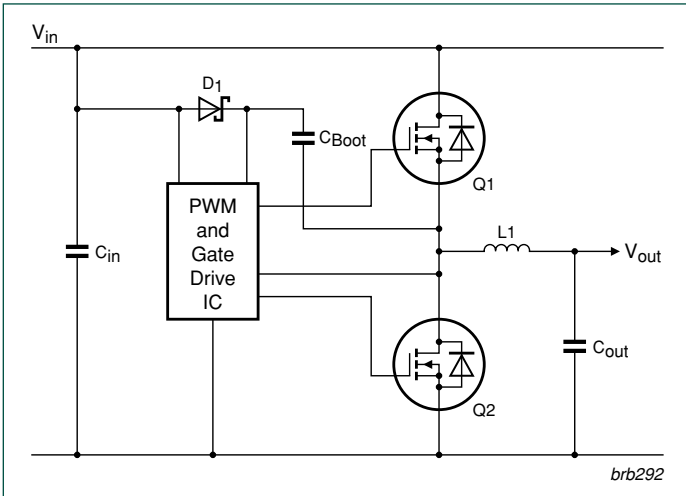 Vin
D1
CBoot
Q1
PWM
and
Gate
Drive
IC
Cin
L1
Vout
Cout
Q2
brb292